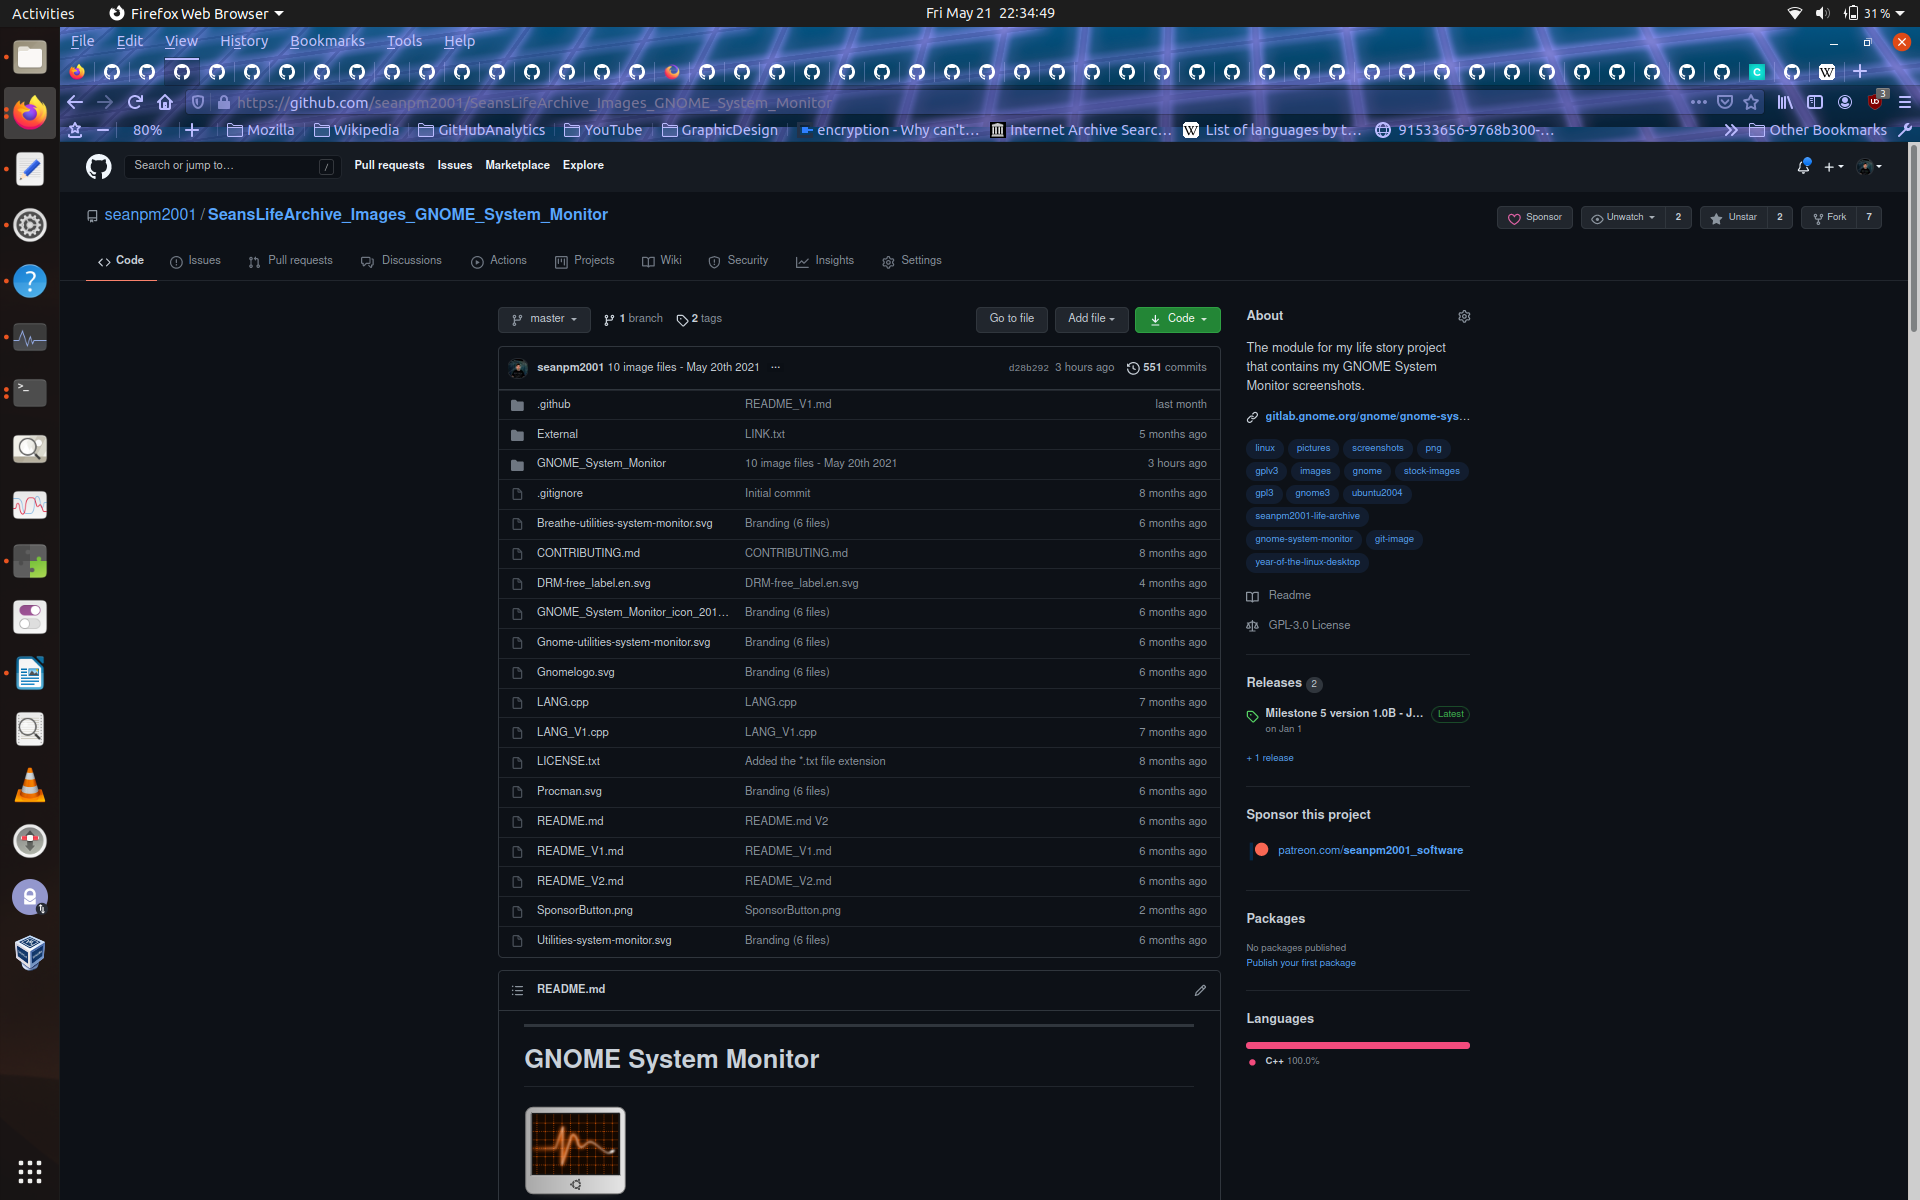 Activities Firefox Web Browser Fri May 21 22:34:49 31 %
File Edit View History Bookmarks Tools Help
https://github.com/seanpm2001/SeansLifeArchive_Images_GNOME_System_Monitor 3
80% Mozilla Wikipedia GitHubAnalytics YouTube GraphicDesign encryption - Why can't… Internet Archive Searc… List of languages by t… 91533656-9768b300-… Other Bookmarks
Search or jump to… / Pull requests Issues Marketplace Explore
seanpm2001 / SeansLifeArchive_Images_GNOME_System_Monitor Sponsor Unwatch 2 Unstar 2 Fork 7
Code Issues Pull requests Discussions Actions Projects Wiki Security Insights Settings
master 1 branch 2 tags Go to file Add file Code
seanpm2001 10 image files - May 20th 2021 … d28b292 3 hours ago 551 commits
.github README_V1.md last month
External LINK.txt 5 months ago
GNOME_System_Monitor 10 image files - May 20th 2021 3 hours ago
.gitignore Initial commit 8 months ago
Breathe-utilities-system-monitor.svg Branding (6 files) 6 months ago
CONTRIBUTING.md CONTRIBUTING.md 8 months ago
DRM-free_label.en.svg DRM-free_label.en.svg 4 months ago
GNOME_System_Monitor_icon_201… Branding (6 files) 6 months ago
Gnome-utilities-system-monitor.svg Branding (6 files) 6 months ago
Gnomelogo.svg Branding (6 files) 6 months ago
LANG.cpp LANG.cpp 7 months ago
LANG_V1.cpp LANG_V1.cpp 7 months ago
LICENSE.txt Added the *.txt file extension 8 months ago
Procman.svg Branding (6 files) 6 months ago
README.md README.md V2 6 months ago
README_V1.md README_V1.md 6 months ago
README_V2.md README_V2.md 6 months ago
SponsorButton.png SponsorButton.png 2 months ago
Utilities-system-monitor.svg Branding (6 files) 6 months ago
README.md
GNOME System Monitor
About
The module for my life story project
that contains my GNOME System
Monitor screenshots.
gitlab.gnome.org/gnome/gnome-sys…
linux pictures screenshots png
gplv3 images gnome stock-images
gpl3 gnome3 ubuntu2004
seanpm2001-life-archive
gnome-system-monitor git-image
year-of-the-linux-desktop
Readme
GPL-3.0 License
Releases 2
Milestone 5 version 1.0B - J… Latest
on Jan 1
+ 1 release
Sponsor this project
patreon.com/seanpm2001_software
Packages
No packages published
Publish your first package
Languages
C++ 100.0%